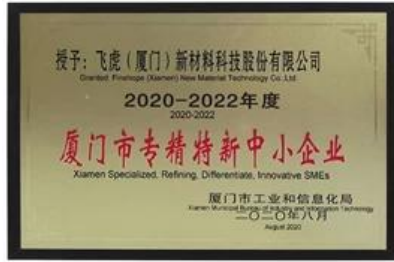 授予：飞虎（厦门）新材料科技股份有限公司
Granted Finehope (Xiamen) New Material Technology Co.,Ltd
2020-2022年度
2020-2022
厦门市专精特新中小企业
Xiamen Specialized, Refining, Differentiate, Innovative SMEs
厦门市工业和信息化局
Xiamen Municipal Bureau of Industry and Information Technology
二〇二〇年八月
August 2020